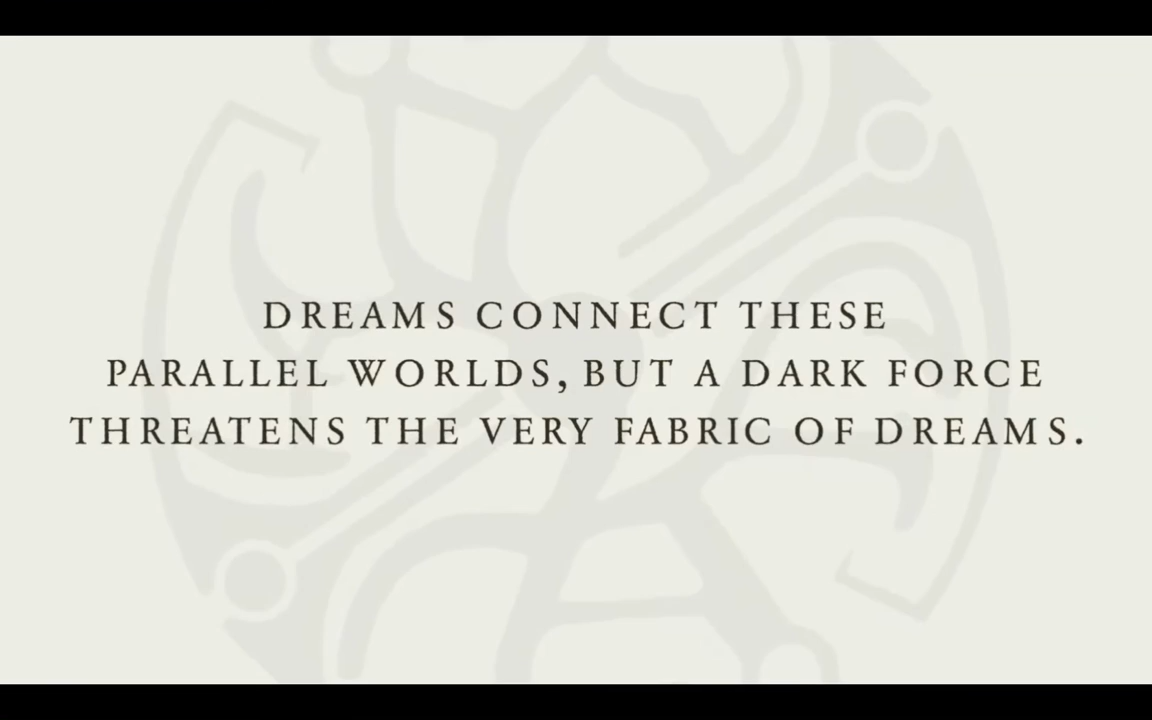 DREAMS CONNECT THESE
PARALLEL WORLDS, BUT A DARK FORCE
THREATENS THE VERY FABRIC OF DREAMS.